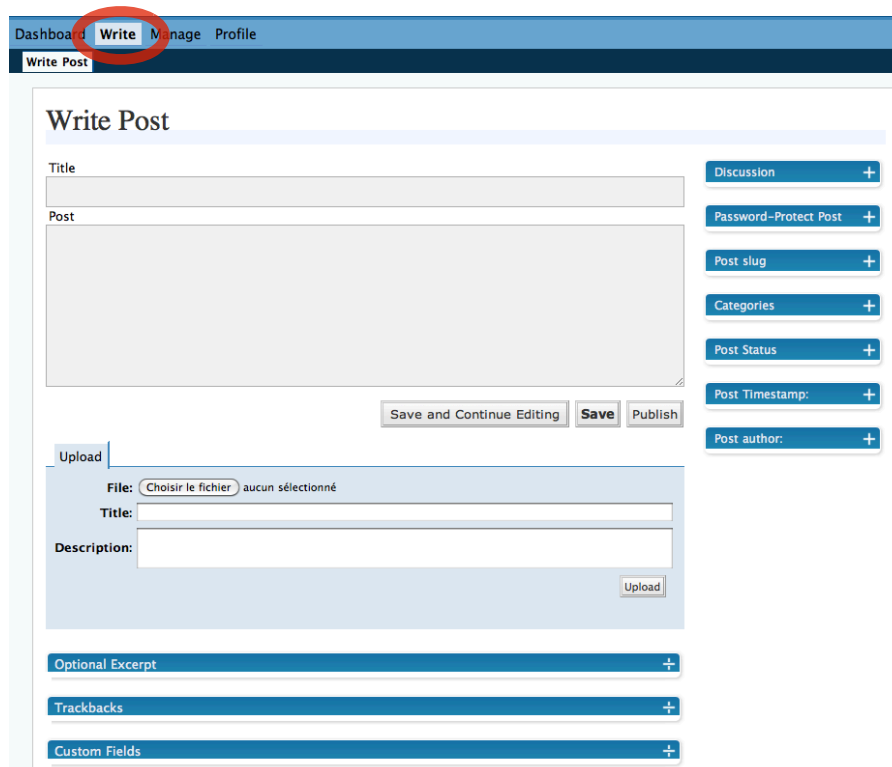 Dashboard Write Manage Profile
Write Post
Write Post
Title
Post
Save and Continue Editing Save Publish
Upload
File: Choisir le fichier aucun sélectionné
Title:
Description:
Upload
Optional Excerpt
Trackbacks
Custom Fields
Discussion
Password-Protect Post
Post slug
Categories
Post Status
Post Timestamp:
Post author: